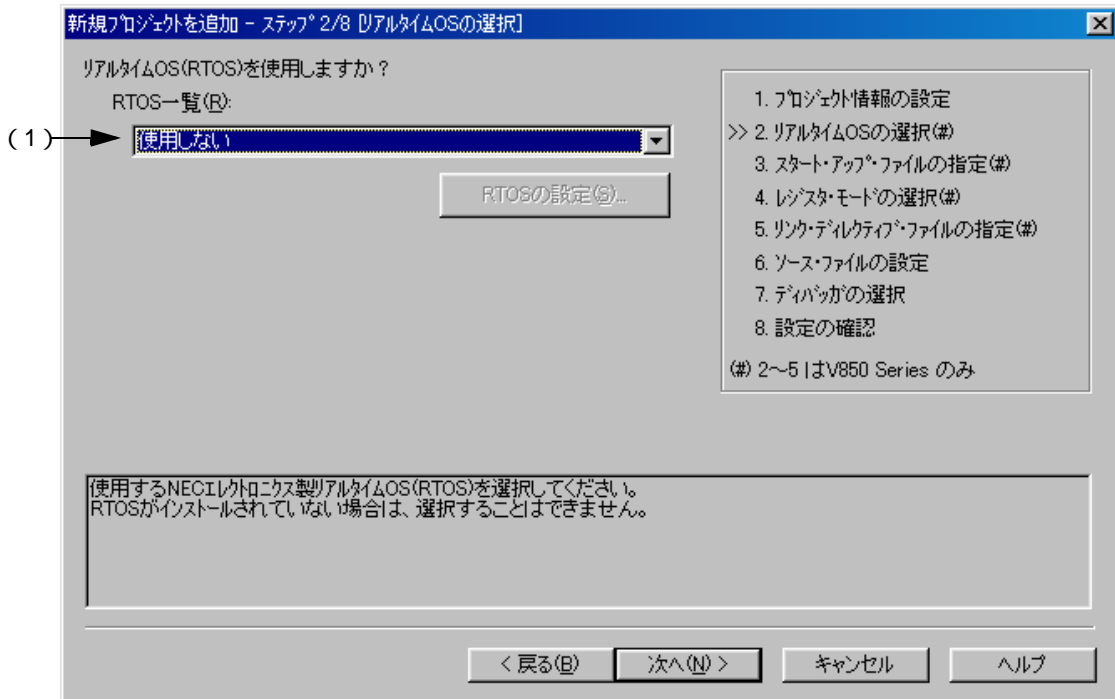 新規プロジェクトを追加 - ステップ 2/8 [リアルタイムOSの選択]
リアルタイムOS(RTOS)を使用しますか？
RTOS一覧(R):
(1)
使用しない
RTOSの設定(S)...
1. プロジェクト情報の設定
>> 2. リアルタイムOSの選択(#)
3. スタート・アップ・ファイルの指定(#)
4. レジスタ・モードの選択(#)
5. リンク・ディレクティブ・ファイルの指定(#)
6. ソース・ファイルの設定
7. ディバッガの選択
8. 設定の確認
(#) 2～5 はV850 Series のみ
使用するNECエレクトロニクス製リアルタイムOS(RTOS)を選択してください。
RTOSがインストールされていない場合は、選択することはできません。
< 戻る(B)
次へ(N) >
キャンセル
ヘルプ